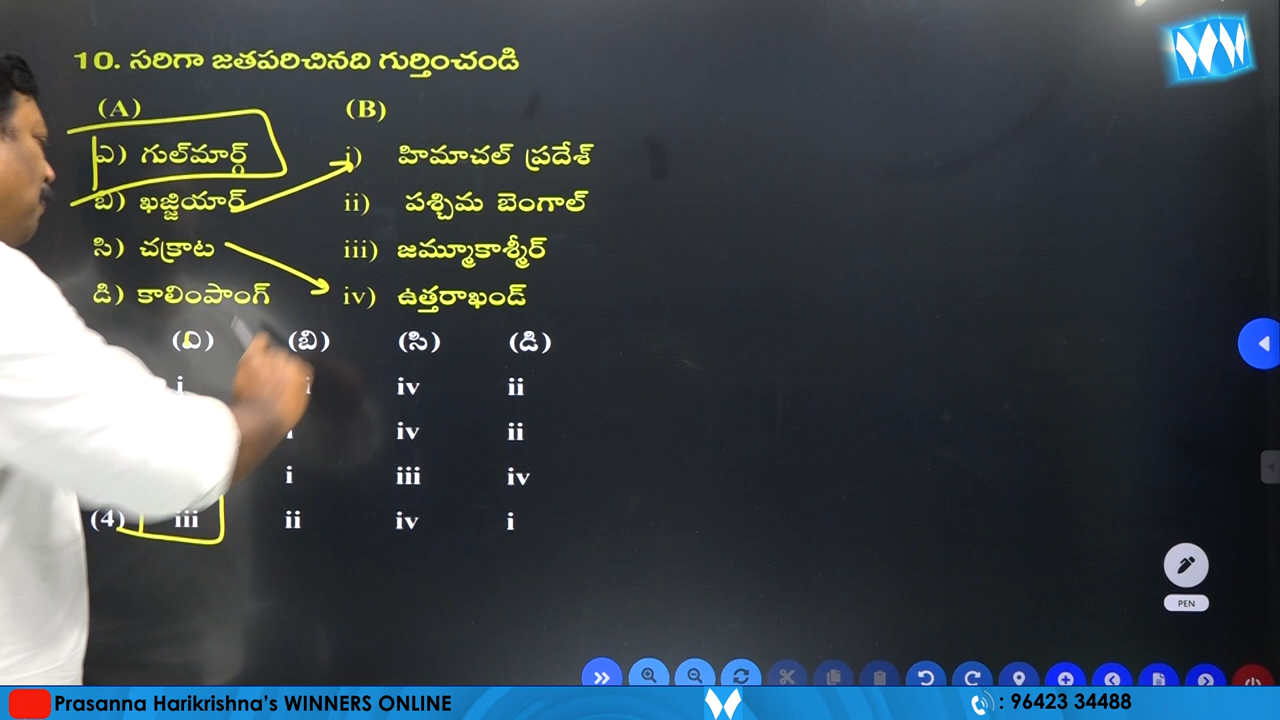 10. సరిగా జతపరిచినది గుర్తించండి
(A) (B)
ఎ) గుల్‌మార్గ్ i) హిమాచల్ ప్రదేశ్
బి) ఖజ్జియార్ ii) పశ్చిమ బెంగాల్
సి) చక్రాట iii) జమ్మూకాశ్మీర్
డి) కాలింపాంగ్ iv) ఉత్తరాఖండ్
(ఎ) (బి) (సి) (డి)
iv ii
iv ii
i iii iv
(4) iii ii iv i
PEN
Prasanna Harikrishna's WINNERS ONLINE : 96423 34488